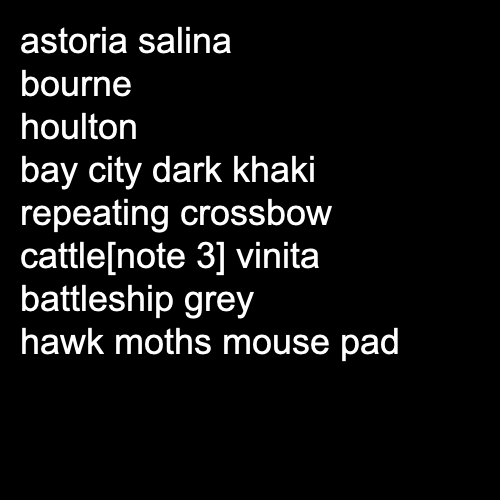 astoria salina
bourne
houlton
bay city dark khaki
repeating crossbow
cattle[note 3] vinita
battleship grey
hawk moths mouse pad